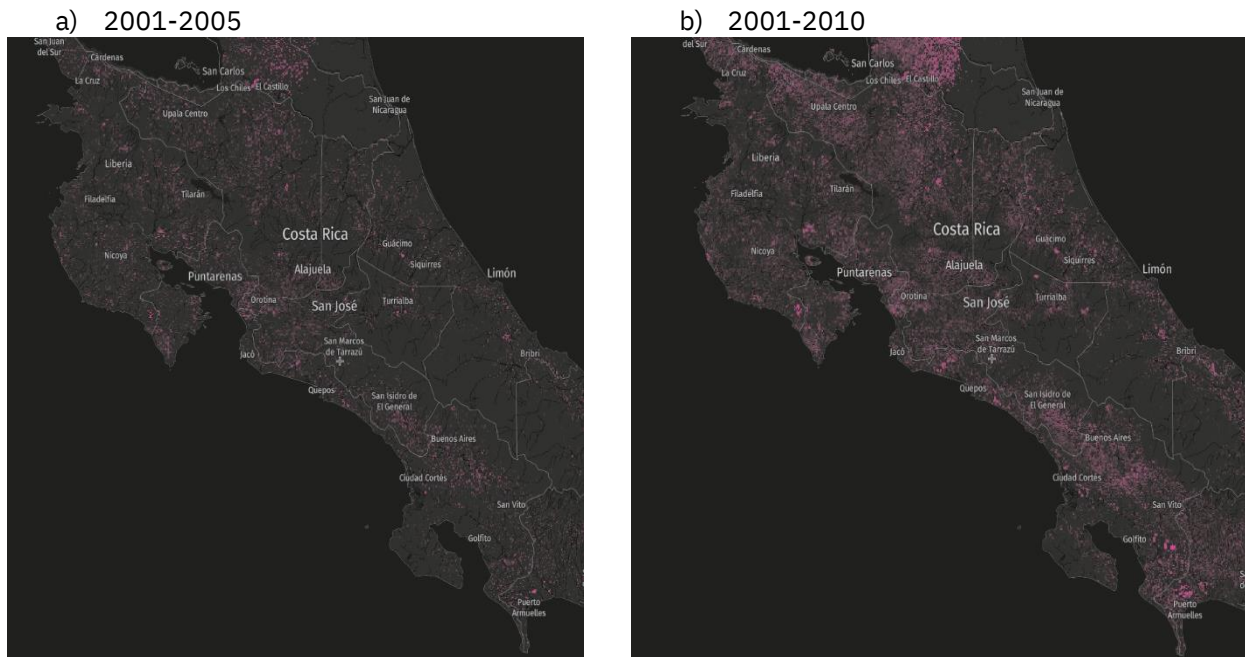 a) 2001-2005
San Juan
del Sur
Cárdenas
San Carlos
La Cruz
Los Chiles
El Castillo
San Juan de
Nicaragua
Upala Centro
Liberia
Filadelfia
Tilarán
Costa Rica
Guácimo
Nicoya
Siquirres
Alajuela
Limón
Puntarenas
Orotina
San José
Turrialba
San Marcos
de Tarrazú
Jacó
Bribrí
Quepos
San Isidro de
El General
Buenos Aires
Ciudad Cortés
San Vito
Golfito
Puerto
Armuelles
b) 2001-2010
del Sur
Cárdenas
San Carlos
La Cruz
Los Chiles
El Castillo
San Juan de
Nicaragua
Upala Centro
Liberia
Filadelfia
Tilarán
Costa Rica
Guácimo
Nicoya
Siquirres
Alajuela
Limón
Puntarenas
Orotina
San José
Turrialba
San Marcos
de Tarrazú
Jacó
Bribrí
Quepos
San Isidro de
El General
Buenos Aires
Ciudad Cortés
San Vito
Golfito
Puerto
Armuelles